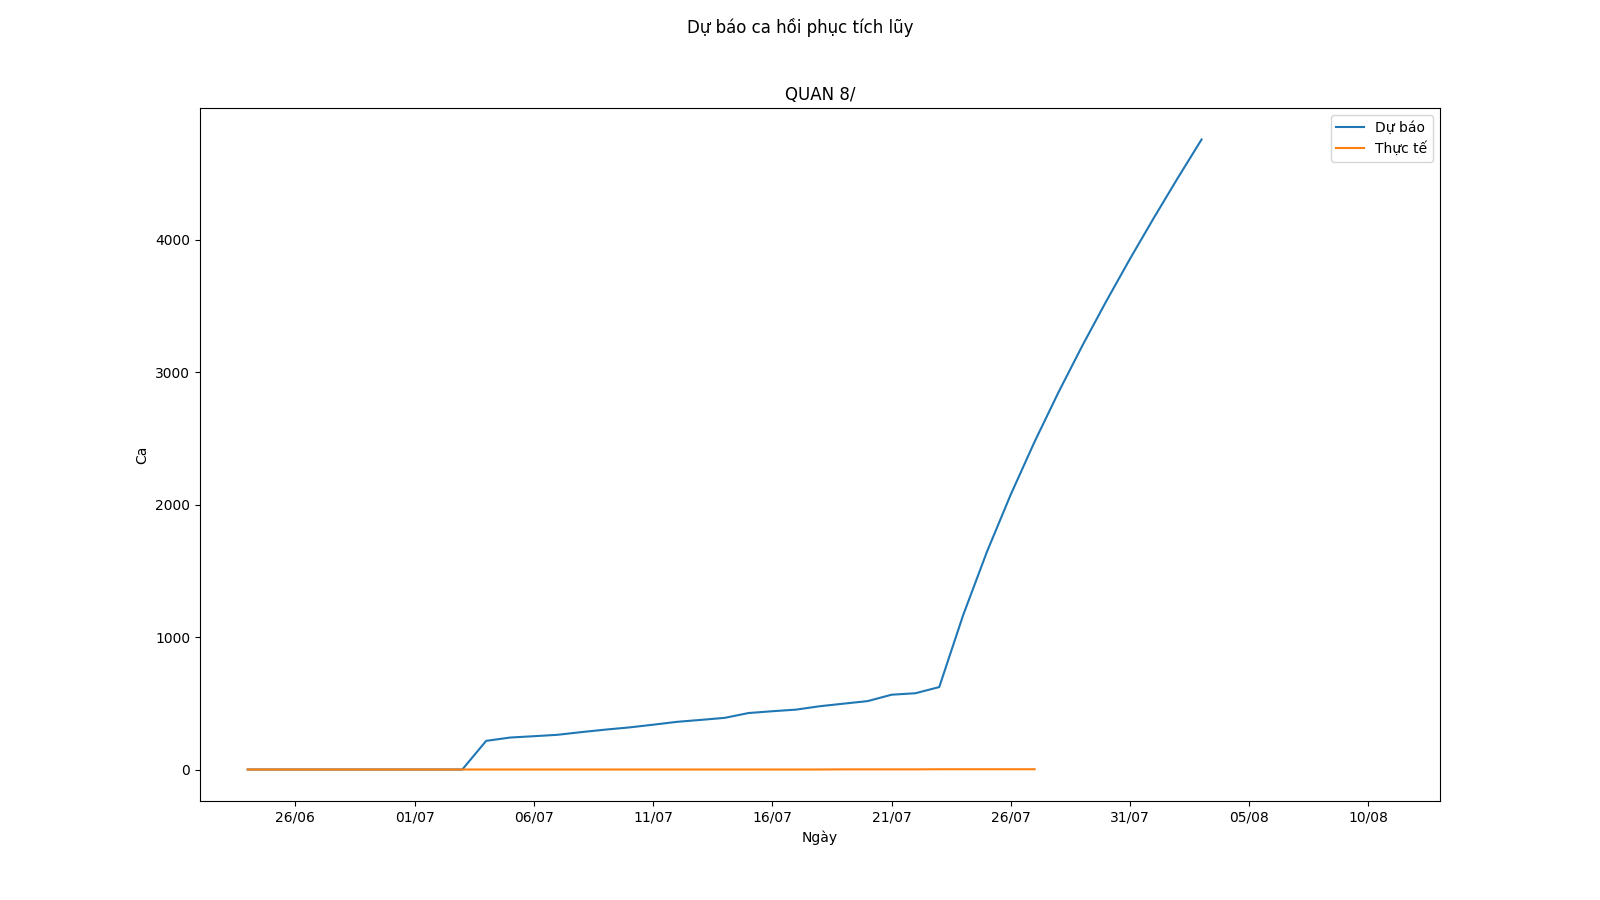 Dự báo ca hồi phục tích lũy
QUAN 8/
Dự báo
Thực tế
4000
3000
2000
1000
0
Ca
26/06 01/07 06/07 11/07 16/07 21/07 26/07 31/07 05/08 10/08
Ngày